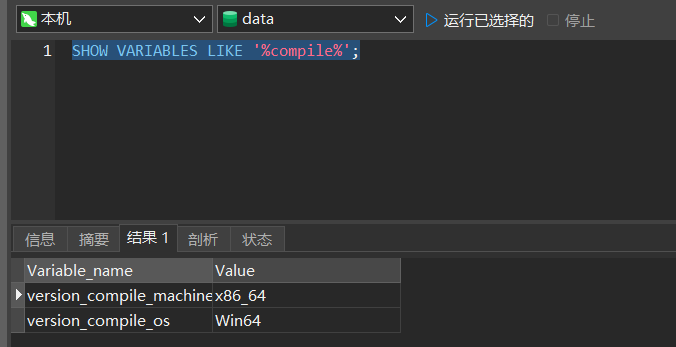 本机 data 运行已选择的 停止
1 SHOW VARIABLES LIKE '%compile%';
信息 摘要 结果 1 剖析 状态
Variable_name Value
version_compile_machine x86_64
version_compile_os Win64